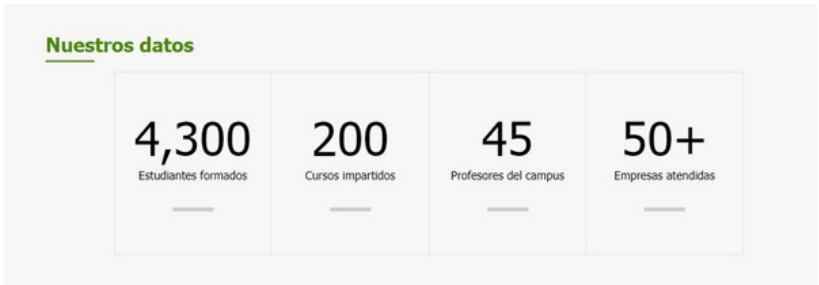 Nuestros datos
4,300
Estudiantes formados
200
Cursos impartidos
45
Profesores del campus
50+
Empresas atendidas